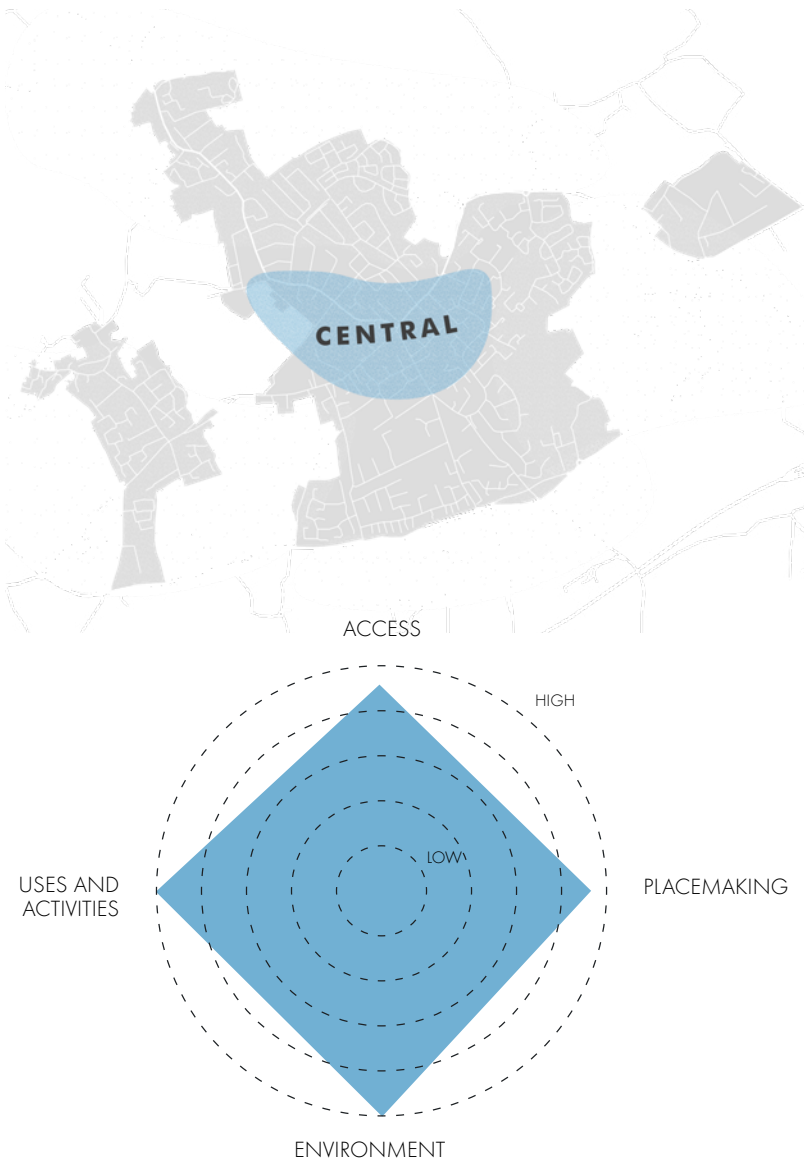 CENTRAL
ACCESS
HIGH
LOW
USES AND
ACTIVITIES
PLACEMAKING
ENVIRONMENT